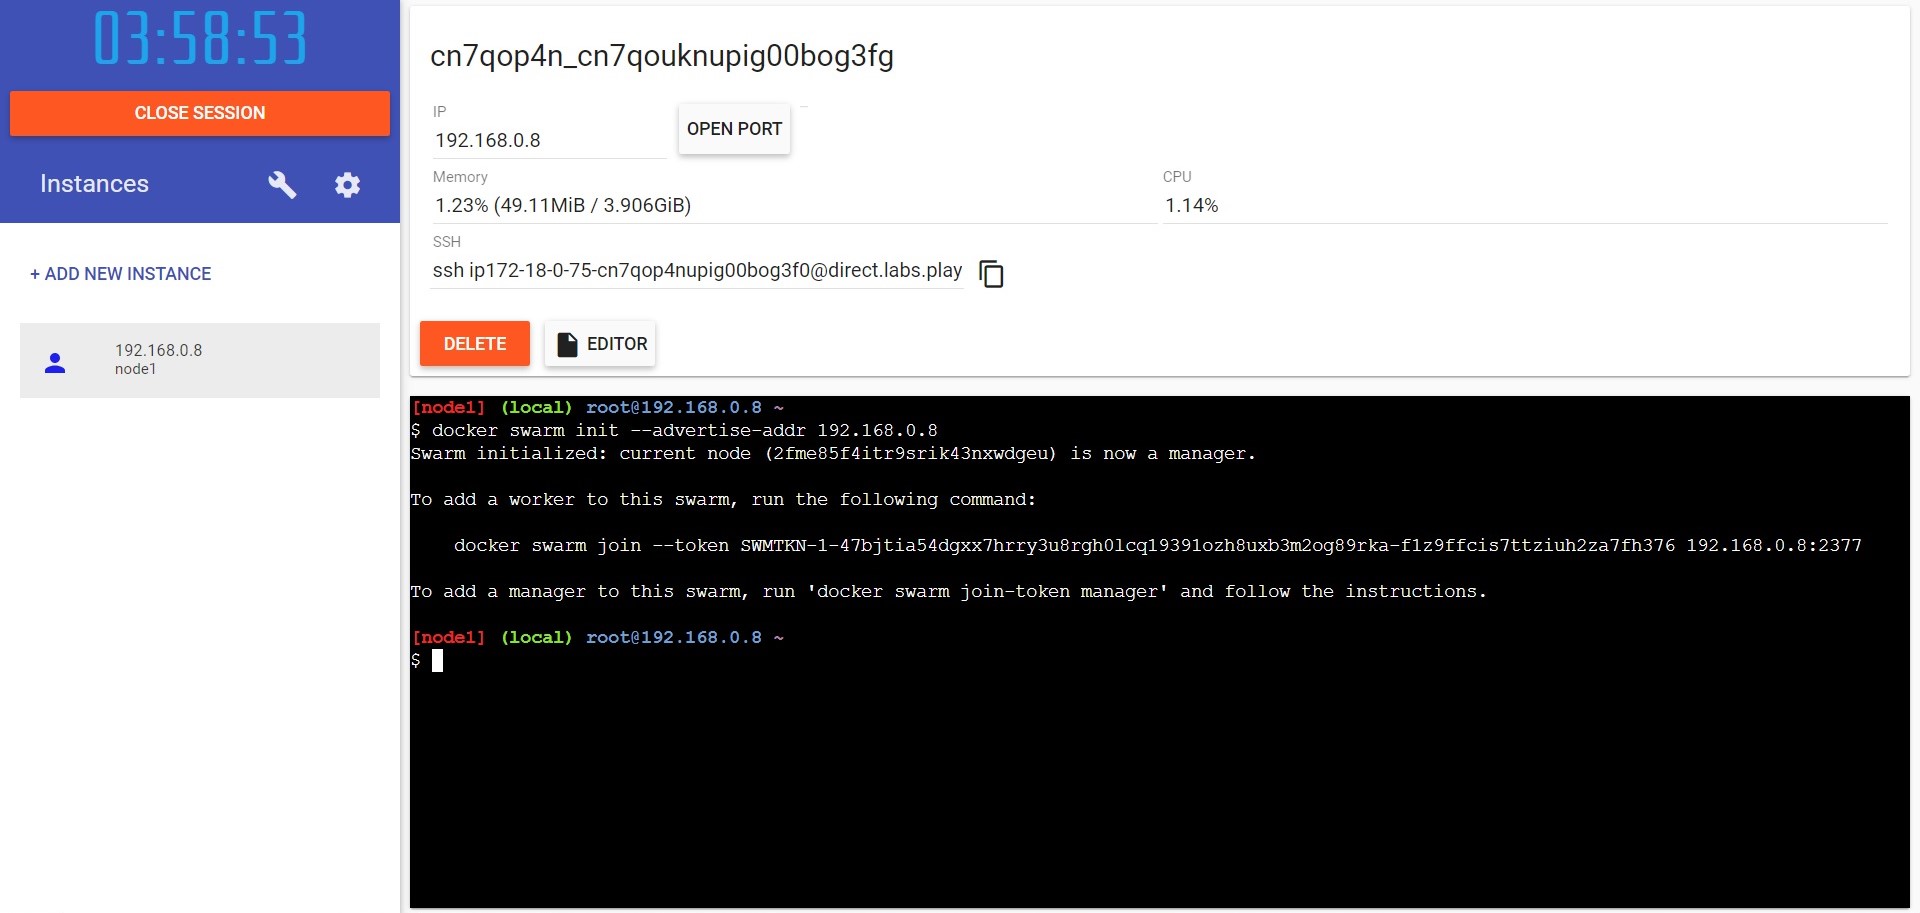 03:58:53
CLOSE SESSION
Instances
+ ADD NEW INSTANCE
192.168.0.8
node1
cn7qop4n_cn7qouknupig00bog3fg
IP
192.168.0.8
OPEN PORT
Memory
1.23% (49.11MiB / 3.906GiB)
CPU
1.14%
SSH
ssh ip172-18-0-75-cn7qop4nupig00bog3f0@direct.labs.play
DELETE
EDITOR
[node1] (local) root@192.168.0.8 ~
$ docker swarm init --advertise-addr 192.168.0.8
Swarm initialized: current node (2fme85f4itr9srik43nxwdgeu) is now a manager.
To add a worker to this swarm, run the following command:
docker swarm join --token SWMTKN-1-47bjtia54dgxx7hrry3u8rgh0lcq19391ozh8uxb3m2og89rka-f1z9ffcis7ttziuh2za7fh376 192.168.0.8:2377
To add a manager to this swarm, run 'docker swarm join-token manager' and follow the instructions.
[node1] (local) root@192.168.0.8 ~
$